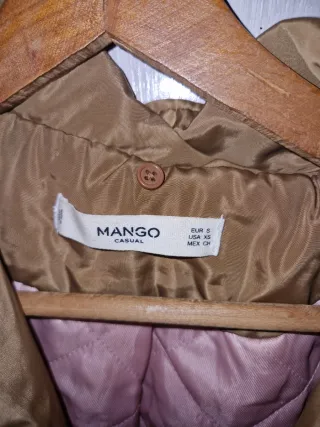 MANGO
CASUAL
EUR S
USA XS
MEX CH